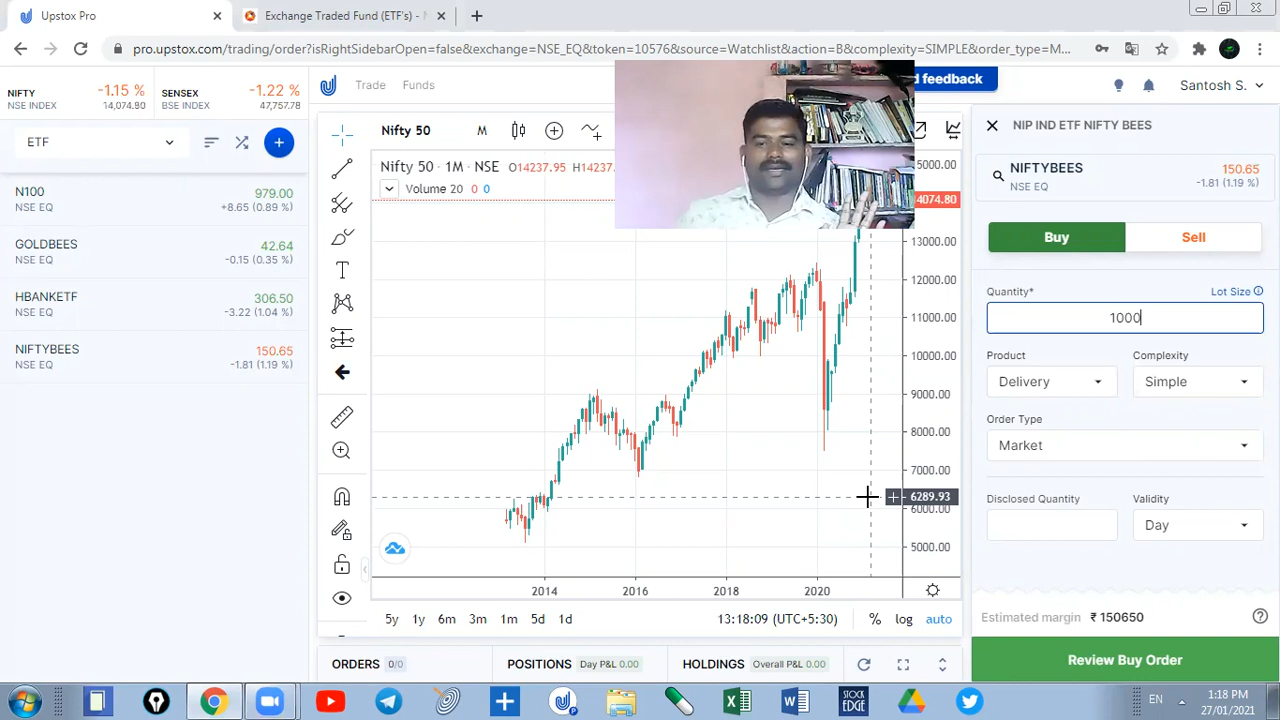 Upstox Pro
Exchange Traded Fund (ETF's) -
pro.upstox.com/trading/order?isRightSidebarOpen=false&exchange=NSE_EQ&token=10576&source=Watchlist&action=B&complexity=SIMPLE&order_type=M...
NIFTY
NSE INDEX
-1.15 %
14,074.80
SENSEX
BSE INDEX
-1.22 %
47,757.78
Trade
Funds
d feedback
Santosh S.
ETF
N100
NSE EQ
979.00
+8.65 (0.89 %)
GOLDBEES
NSE EQ
42.64
-0.15 (0.35 %)
HBANKETF
NSE EQ
306.50
-3.22 (1.04 %)
NIFTYBEES
NSE EQ
150.65
-1.81 (1.19 %)
Nifty 50
M
Nifty 50 · 1M · NSE
O14237.95 H14237.
Volume 20 0 0
5000.00
4074.80
13000.00
12000.00
11000.00
10000.00
9000.00
8000.00
7000.00
6289.93
6000.00
5000.00
2014
2016
2018
2020
5y 1y 6m 3m 1m 5d 1d
13:18:09 (UTC+5:30)
% log auto
ORDERS 0/0
POSITIONS Day P&L 0.00
HOLDINGS Overall P&L 0.00
NIP IND ETF NIFTY BEES
NIFTYBEES
NSE EQ
150.65
-1.81 (1.19 %)
Buy
Sell
Quantity*
Lot Size
1000
Product
Complexity
Delivery
Simple
Order Type
Market
Disclosed Quantity
Validity
Day
Estimated margin ₹ 150650
Review Buy Order
STOCK
EDGE
EN
1:18 PM
27/01/2021